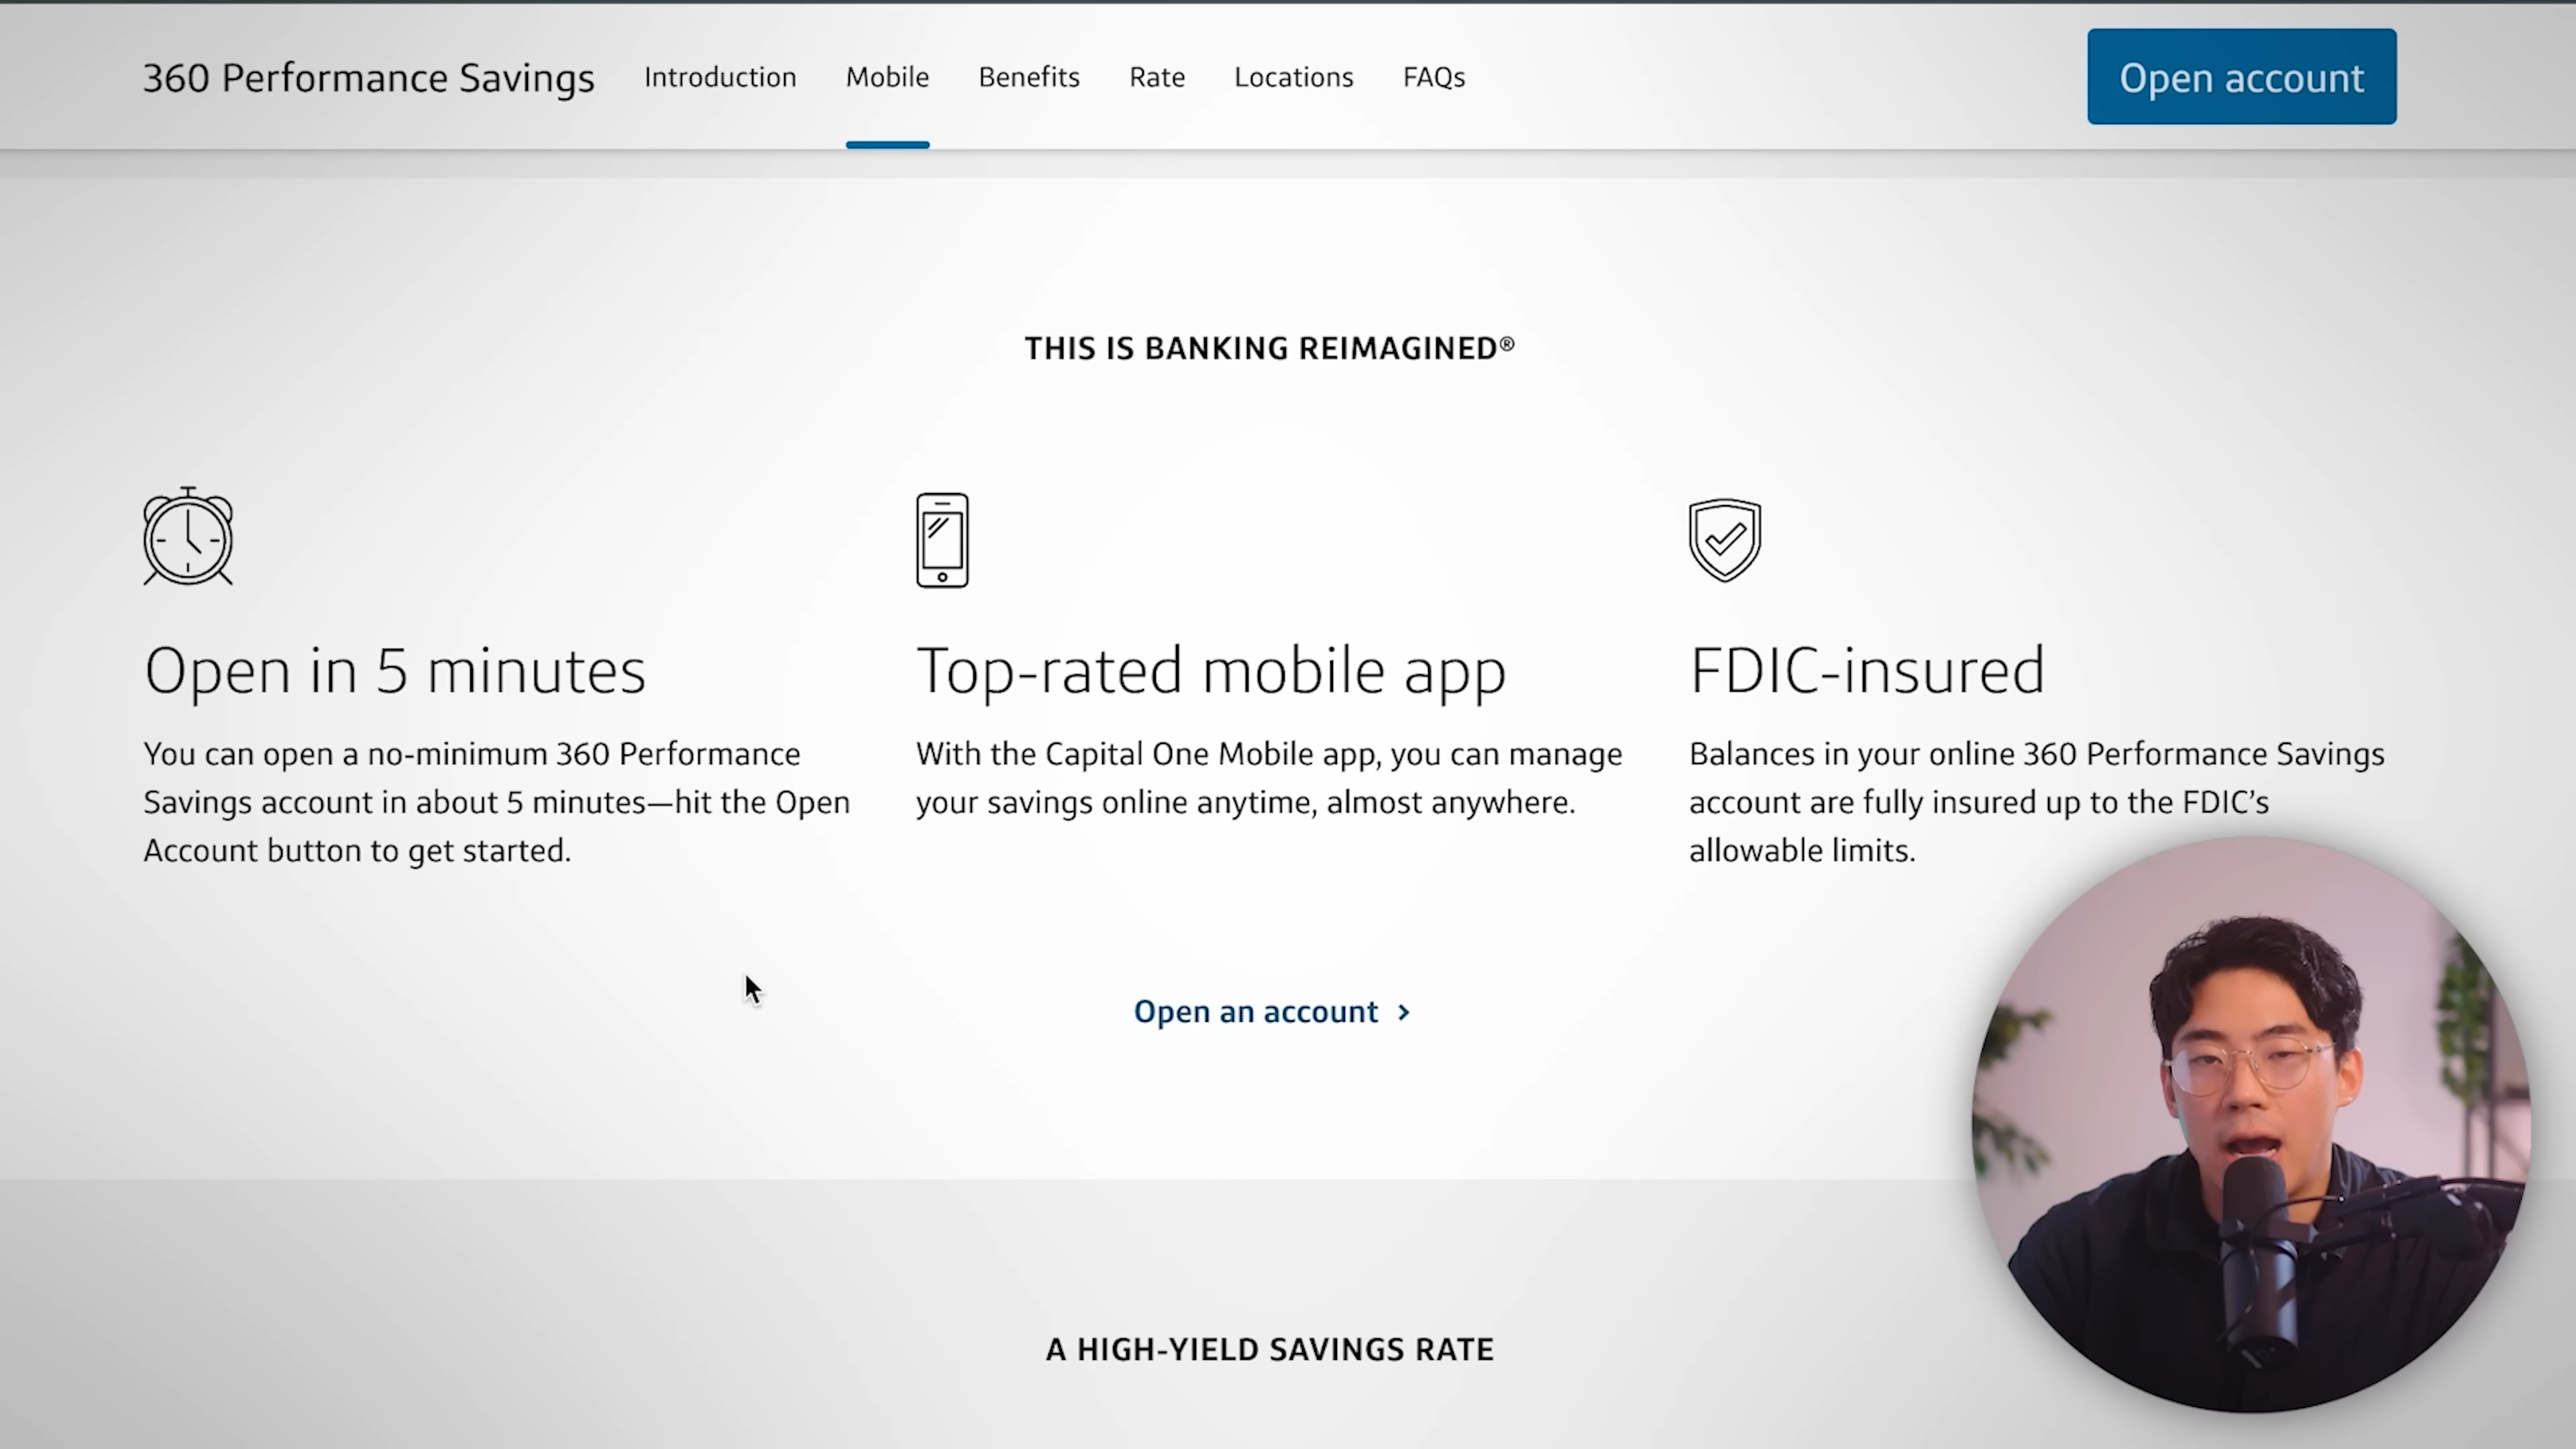 360 Performance Savings
Introduction
Mobile
Benefits
Rate
Locations
FAQs
Open account
THIS IS BANKING REIMAGINED®
Open in 5 minutes
You can open a no-minimum 360 Performance
Savings account in about 5 minutes—hit the Open
Account button to get started.
Top-rated mobile app
With the Capital One Mobile app, you can manage
your savings online anytime, almost anywhere.
FDIC-insured
Balances in your online 360 Performance Savings
account are fully insured up to the FDIC’s
allowable limits.
Open an account
A HIGH-YIELD SAVINGS RATE